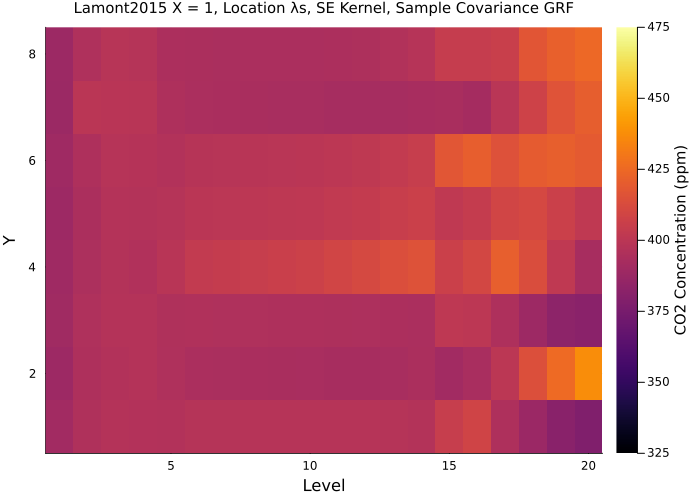 Lamont2015 X = 1, Location λs, SE Kernel, Sample Covariance GRF
8
6
4
2
Y
5 10 15 20
Level
475
450
425
400
375
350
325
CO2 Concentration (ppm)